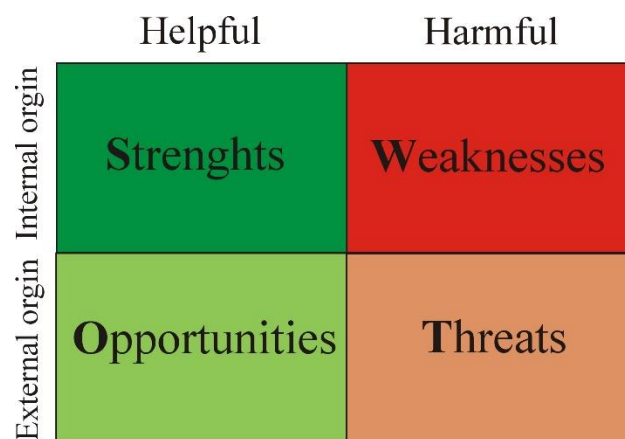 Helpful
Harmful
Internal orgin
Strenghts
Weaknesses
External orgin
Opportunities
Threats